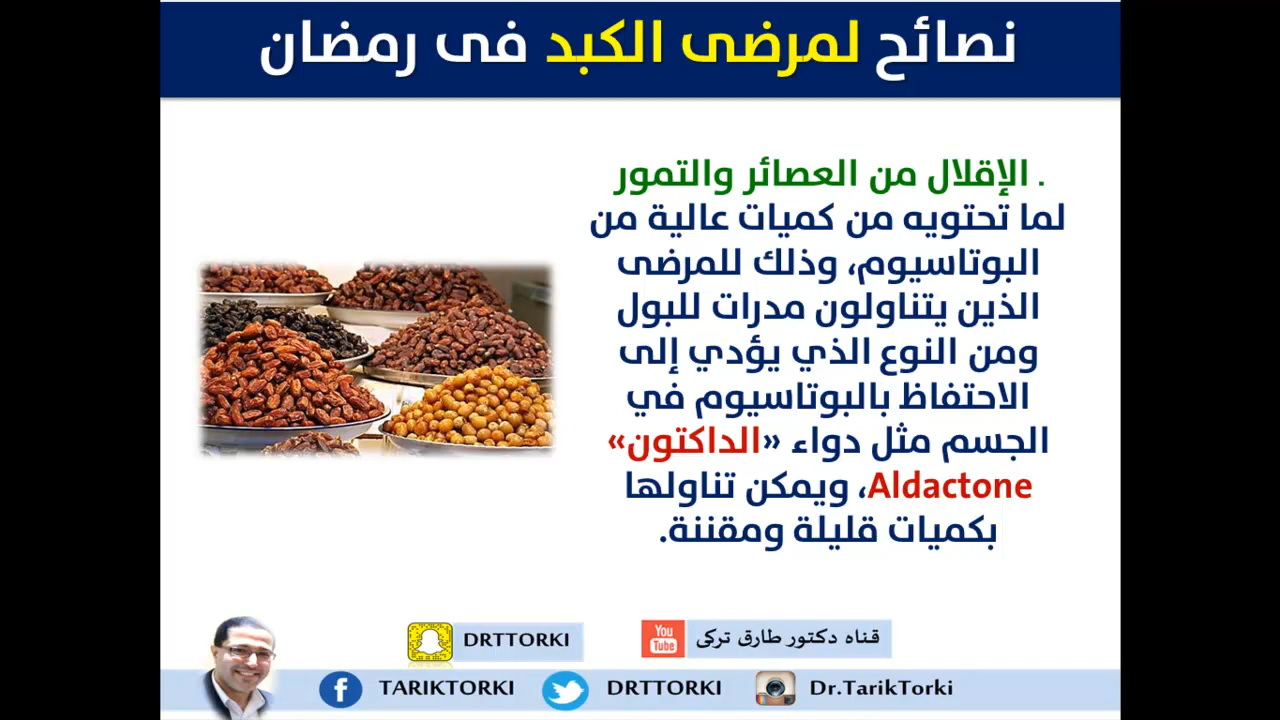 نصائح لمرضى الكبد فى رمضان
. الإقلال من العصائر والتمور
لما تحتويه من كميات عالية من
البوتاسيوم، وذلك للمرضى
الذين يتناولون مدرات للبول
ومن النوع الذي يؤدي إلى
الاحتفاظ بالبوتاسيوم في
الجسم مثل دواء «الداكتون»
Aldactone، ويمكن تناولها
بكميات قليلة ومقننة.
DRTTORKI
You Tube قناه دكتور طارق تركى
TARIKTORKI DRTTORKI Dr.TarikTorki